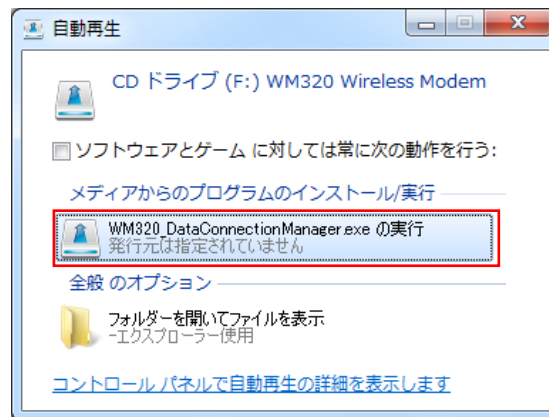 自動再生
CD ドライブ (F:) WM320 Wireless Modem
ソフトウェアとゲーム に対しては常に次の動作を行う:
メディアからのプログラムのインストール/実行
WM320_DataConnectionManager.exe の実行
発行元は指定されていません
全般 のオプション
フォルダーを開いてファイルを表示
-エクスプローラー使用
コントロール パネルで自動再生の詳細を表示します